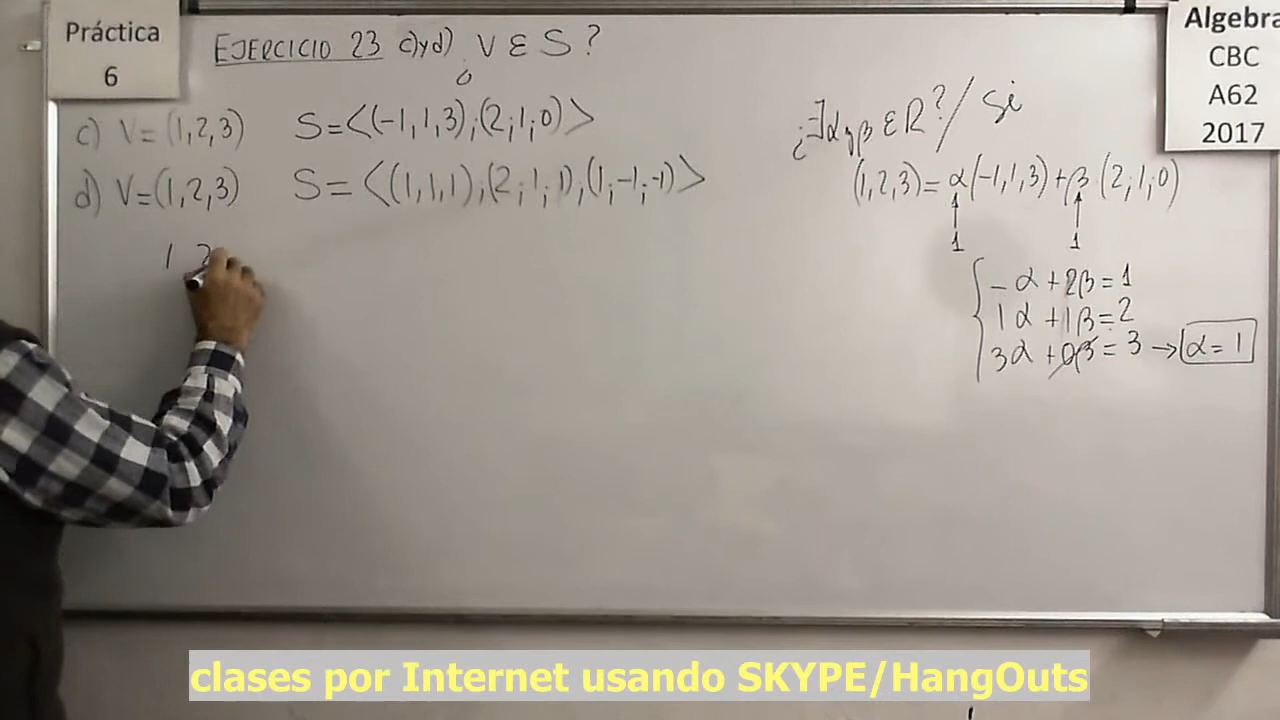 Práctica
6
EJERCICIO 23 c) y d) ¿V ∈ S?
c) V=(1,2,3) S=<(-1,1,3);(2;1;0)>
d) V=(1,2,3) S=<(1,1,1);(2;1;1);(1,-1,-1)>
1 2
¿∃α y β ∈ R?/ Si
(1,2,3)=α(-1,1,3)+β.(2;1;0)
1 1
-α+2β=1
1α+1β=2
3α+0β=3→α=1
Algebra
CBC
A62
2017
clases por Internet usando SKYPE/HangOuts